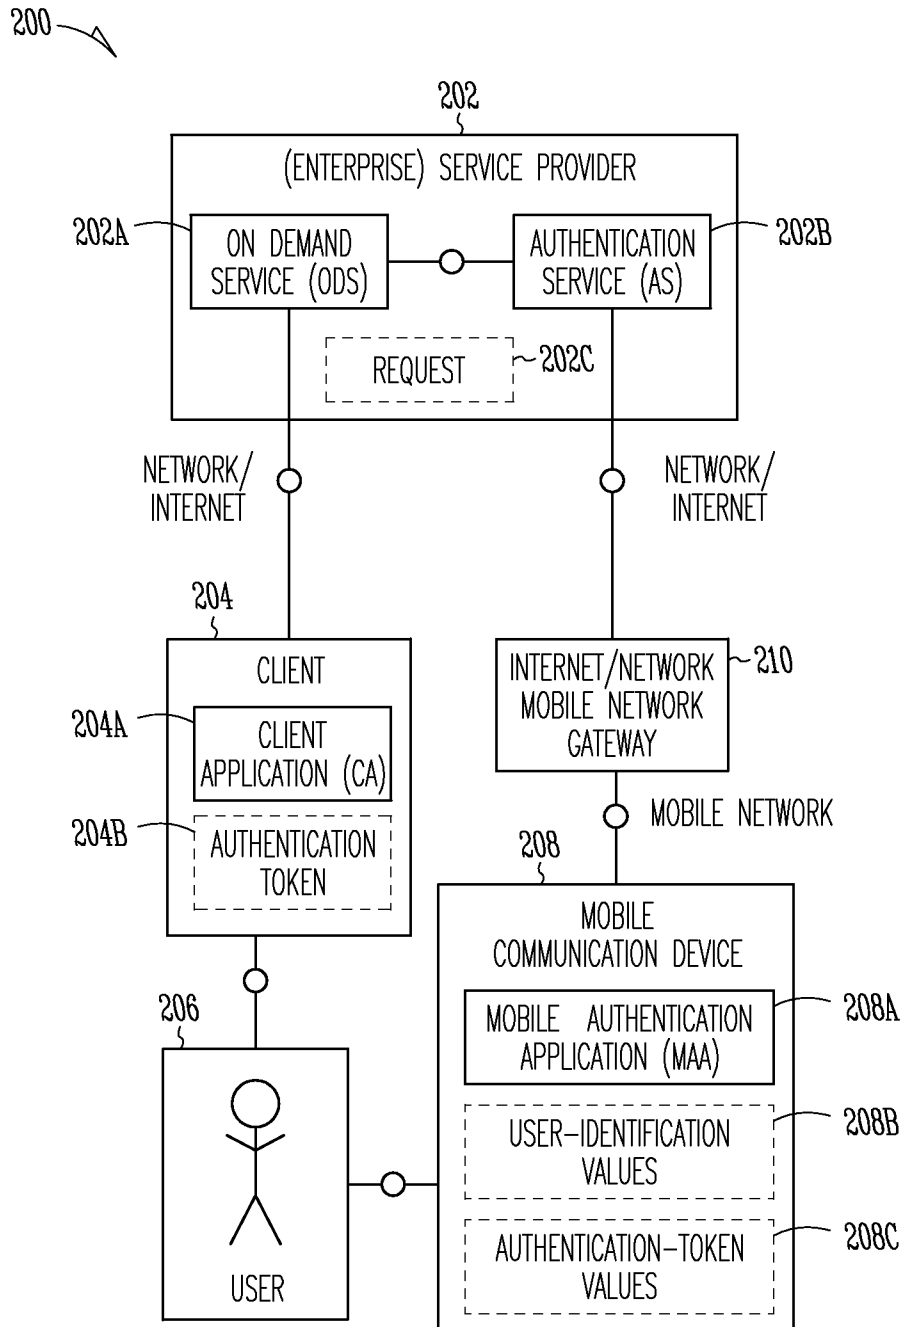 200
202
(ENTERPRISE) SERVICE PROVIDER
202A
ON DEMAND
SERVICE (ODS)
AUTHENTICATION
SERVICE (AS)
202B
REQUEST
202C
NETWORK/
INTERNET
NETWORK/
INTERNET
204
CLIENT
204A
CLIENT
APPLICATION (CA)
204B
AUTHENTICATION
TOKEN
INTERNET/NETWORK
MOBILE NETWORK
GATEWAY
210
MOBILE NETWORK
208
MOBILE
COMMUNICATION DEVICE
MOBILE AUTHENTICATION
APPLICATION (MAA)
208A
USER-IDENTIFICATION
VALUES
208B
AUTHENTICATION-TOKEN
VALUES
208C
206
USER